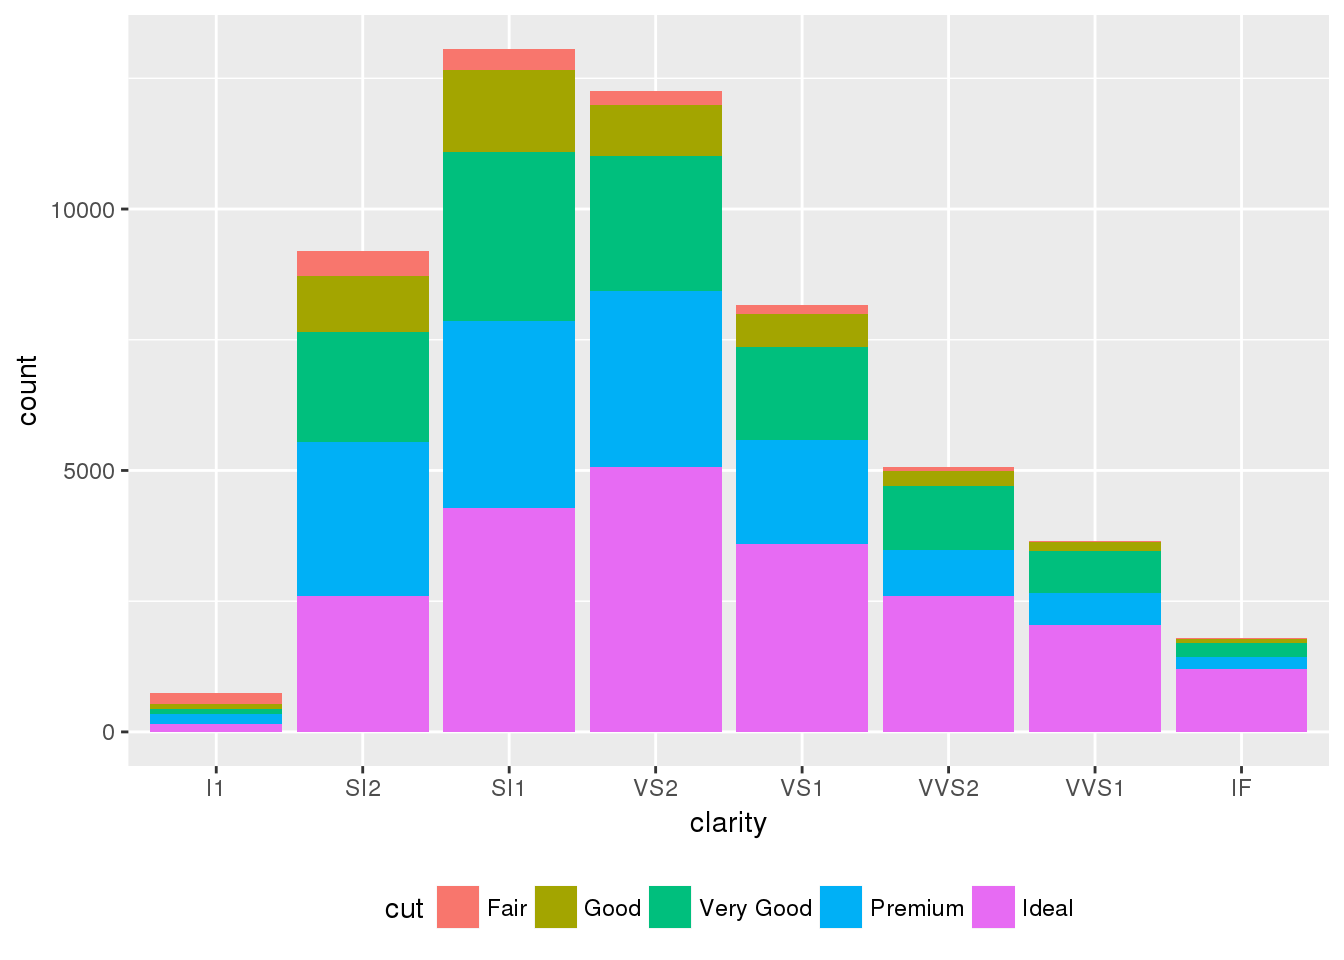 count
10000
5000
0
I1 SI2 SI1 VS2 VS1 VVS2 VVS1 IF
clarity
cut Fair Good Very Good Premium Ideal